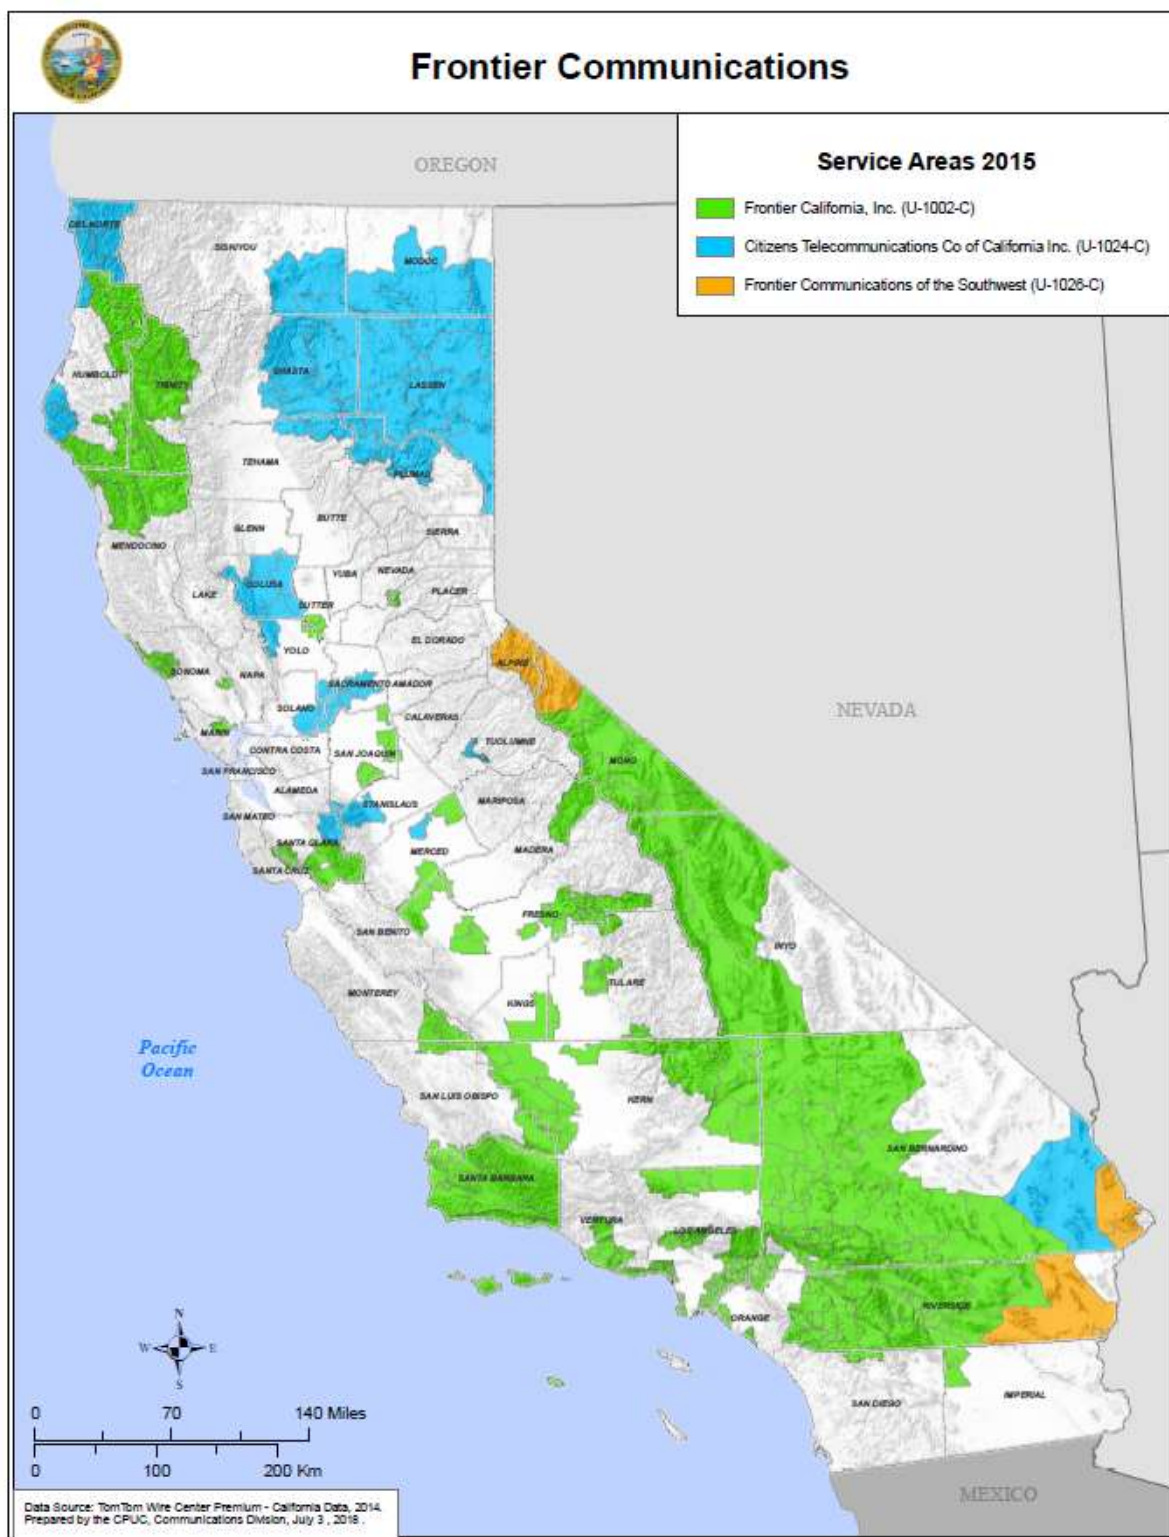 Frontier Communications
Service Areas 2015
Frontier California, Inc. (U-1002-C)
Citizens Telecommunications Co of California Inc. (U-1024-C)
Frontier Communications of the Southwest (U-1026-C)
OREGON
DEL NORTE
SISKIYOU
MODOC
HUMBOLDT
TRINITY
SHASTA
LASSEN
TEHAMA
PLUMAS
BUTTE
GLENN
SIERRA
MENDOCINO
NEVADA
YUBA
COLUSA
PLACER
LAKE
SUTTER
EL DORADO
YOLO
ALPINE
SONOMA
NAPA
SACRAMENTO
AMADOR
SOLANO
NEVADA
CALAVERAS
MARIN
TUOLUMNE
CONTRA COSTA
SAN JOAQUIN
MONO
SAN FRANCISCO
ALAMEDA
STANISLAUS
MARIPOSA
SAN MATEO
SANTA CLARA
MERCED
MADERA
SANTA CRUZ
FRESNO
SAN BENITO
INYO
TULARE
MONTEREY
KINGS
Pacific
Ocean
SAN LUIS OBISPO
KERN
SAN BERNARDINO
SANTA BARBARA
VENTURA
LOS ANGELES
RIVERSIDE
ORANGE
N
W
E
S
IMPERIAL
SAN DIEGO
0 70 140 Miles
0 100 200 Km
MEXICO
Data Source: TomTom Wire Center Premium - California Data, 2014.
Prepared by the CPUC, Communications Division, July 3 , 2018 .